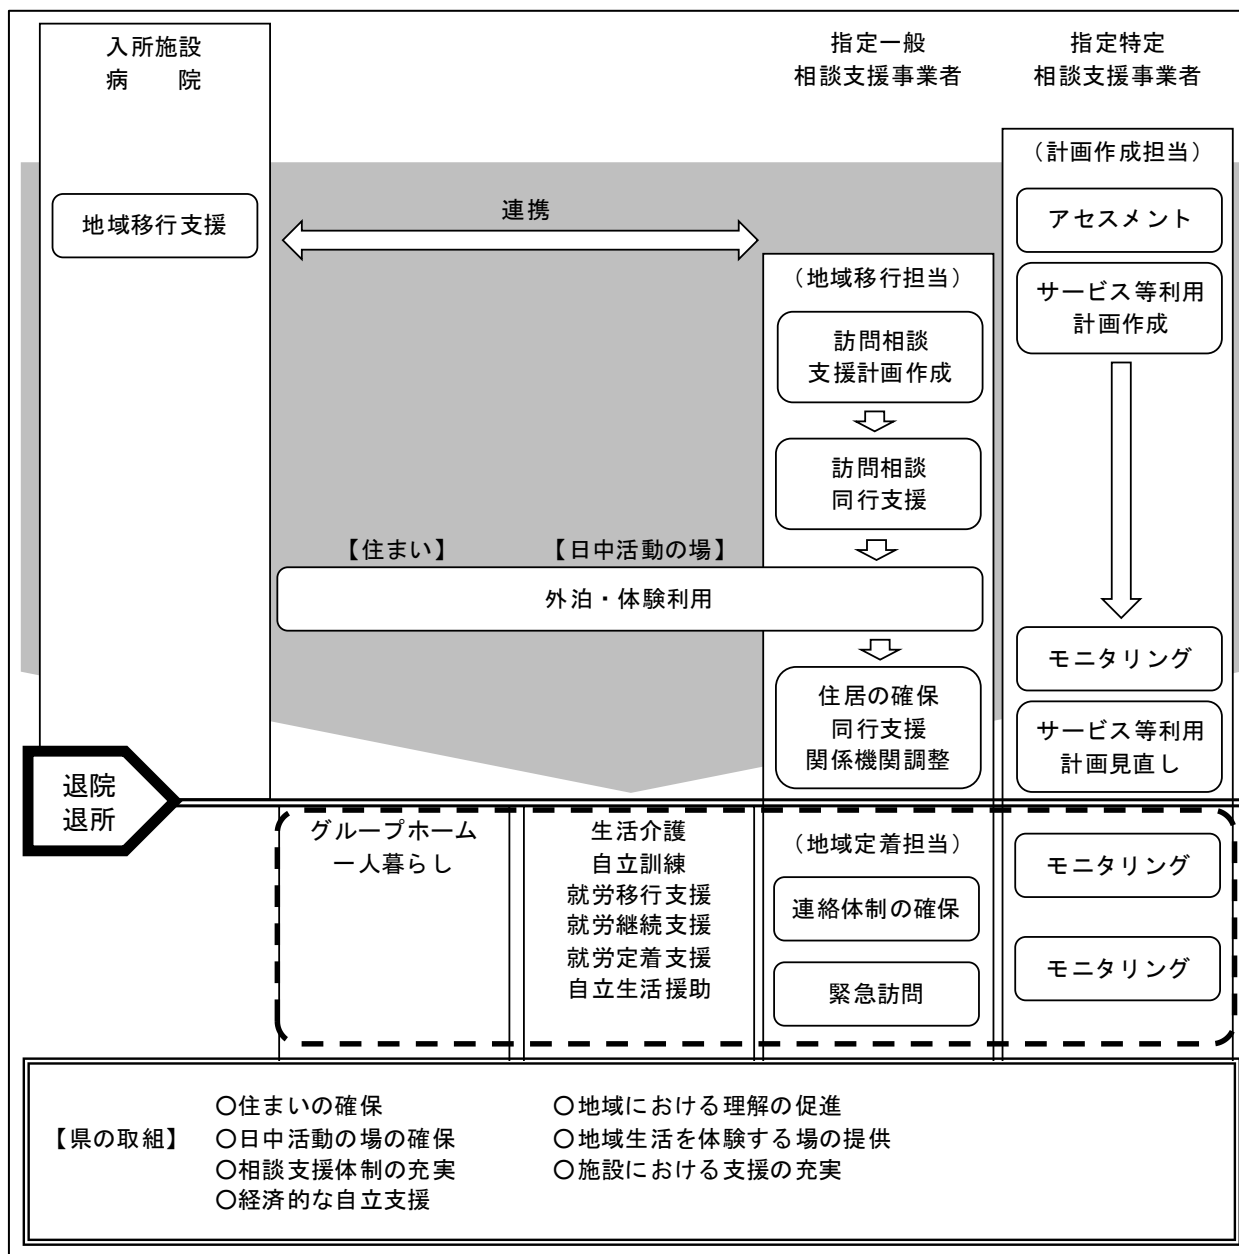 入所施設
病　　院
指定一般
相談支援事業者
指定特定
相談支援事業者
（計画作成担当）
地域移行支援
連携
アセスメント
（地域移行担当）
サービス等利用
計画作成
訪問相談
支援計画作成
訪問相談
同行支援
【住まい】
【日中活動の場】
外泊・体験利用
モニタリング
住居の確保
同行支援
関係機関調整
サービス等利用
計画見直し
退院
退所
グループホーム
一人暮らし
生活介護
自立訓練
就労移行支援
就労継続支援
就労定着支援
自立生活援助
（地域定着担当）
連絡体制の確保
緊急訪問
モニタリング
モニタリング
【県の取組】
○住まいの確保
○日中活動の場の確保
○相談支援体制の充実
○経済的な自立支援
○地域における理解の促進
○地域生活を体験する場の提供
○施設における支援の充実